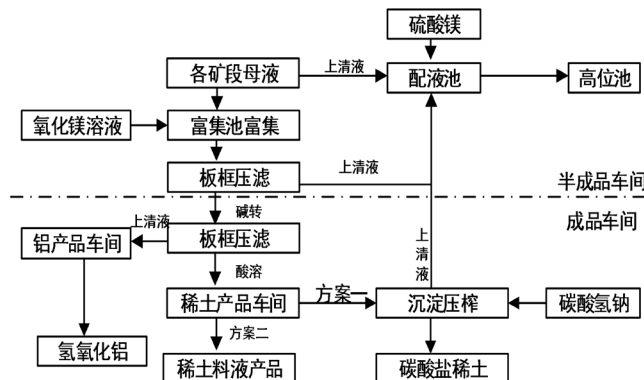 硫酸镁
各矿段母液
上清液
配液池
高位池
氧化镁溶液
富集池富集
板框压滤
上清液
半成品车间
碱转
成品车间
上清液
铝产品车间
板框压滤
上清液
酸溶
稀土产品车间
方案一
沉淀压榨
碳酸氢钠
方案二
氢氧化铝
稀土料液产品
碳酸盐稀土